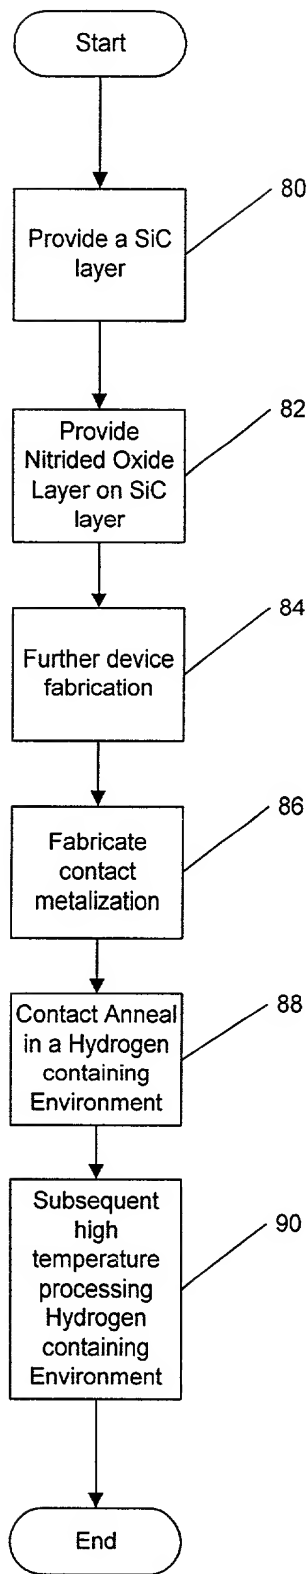 Start
80
Provide a SiC
layer
82
Provide
Nitrided Oxide
Layer on SiC
layer
84
Further device
fabrication
86
Fabricate
contact
metalization
88
Contact Anneal
in a Hydrogen
containing
Environment
90
Subsequent
high
temperature
processing
Hydrogen
containing
Environment
End